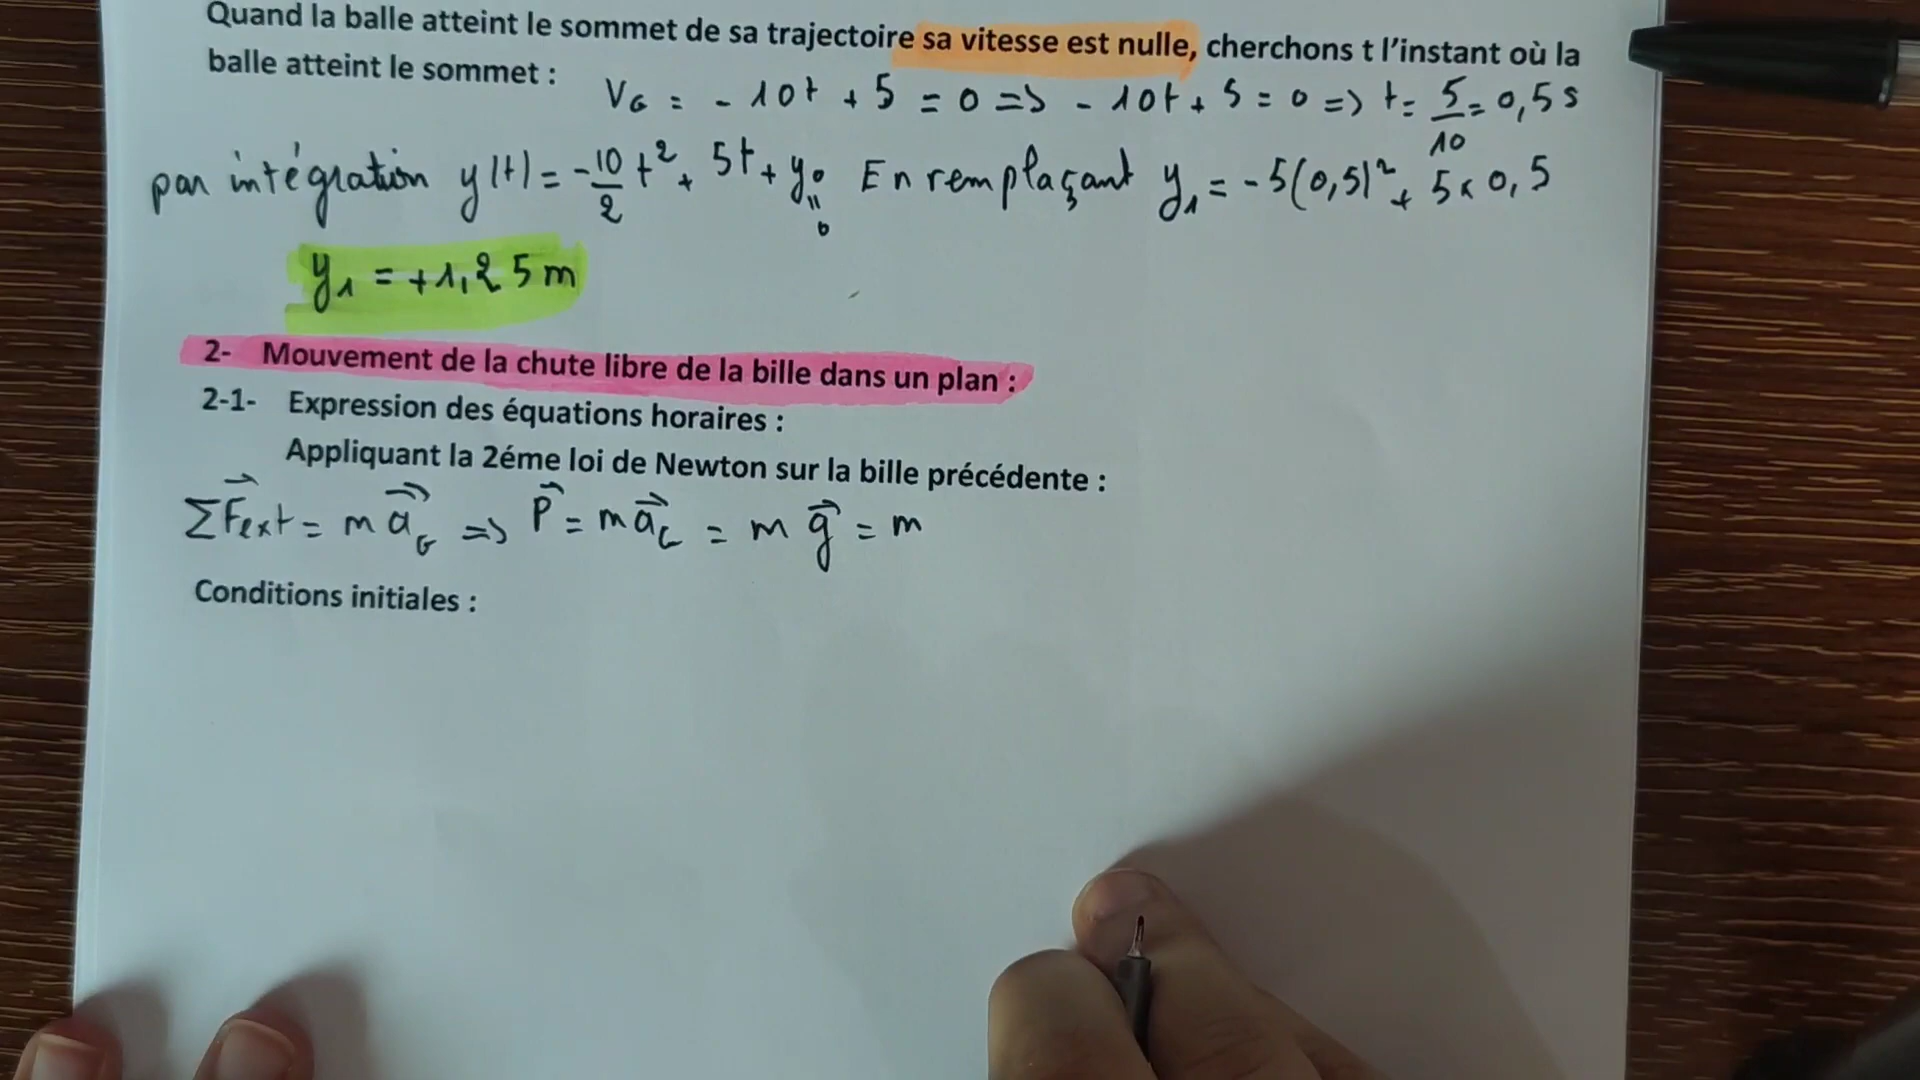 Quand la balle atteint le sommet de sa trajectoire sa vitesse est nulle, cherchons t l'instant où la
balle atteint le sommet : V_G = - 10t + 5 = 0 => - 10t + 5 = 0 => t = 5/10 = 0,5 s
par intégration y(t) = -10/2 t² + 5t + y₀ = 0 En remplaçant y₁ = - 5(0,5)² + 5 x 0,5
y₁ = +1,25 m
2- Mouvement de la chute libre de la bille dans un plan :
2-1- Expression des équations horaires :
Appliquant la 2éme loi de Newton sur la bille précédente :
Σ F⃗ext = m a⃗_G => P⃗ = m a⃗_G = m g⃗ = m
Conditions initiales :